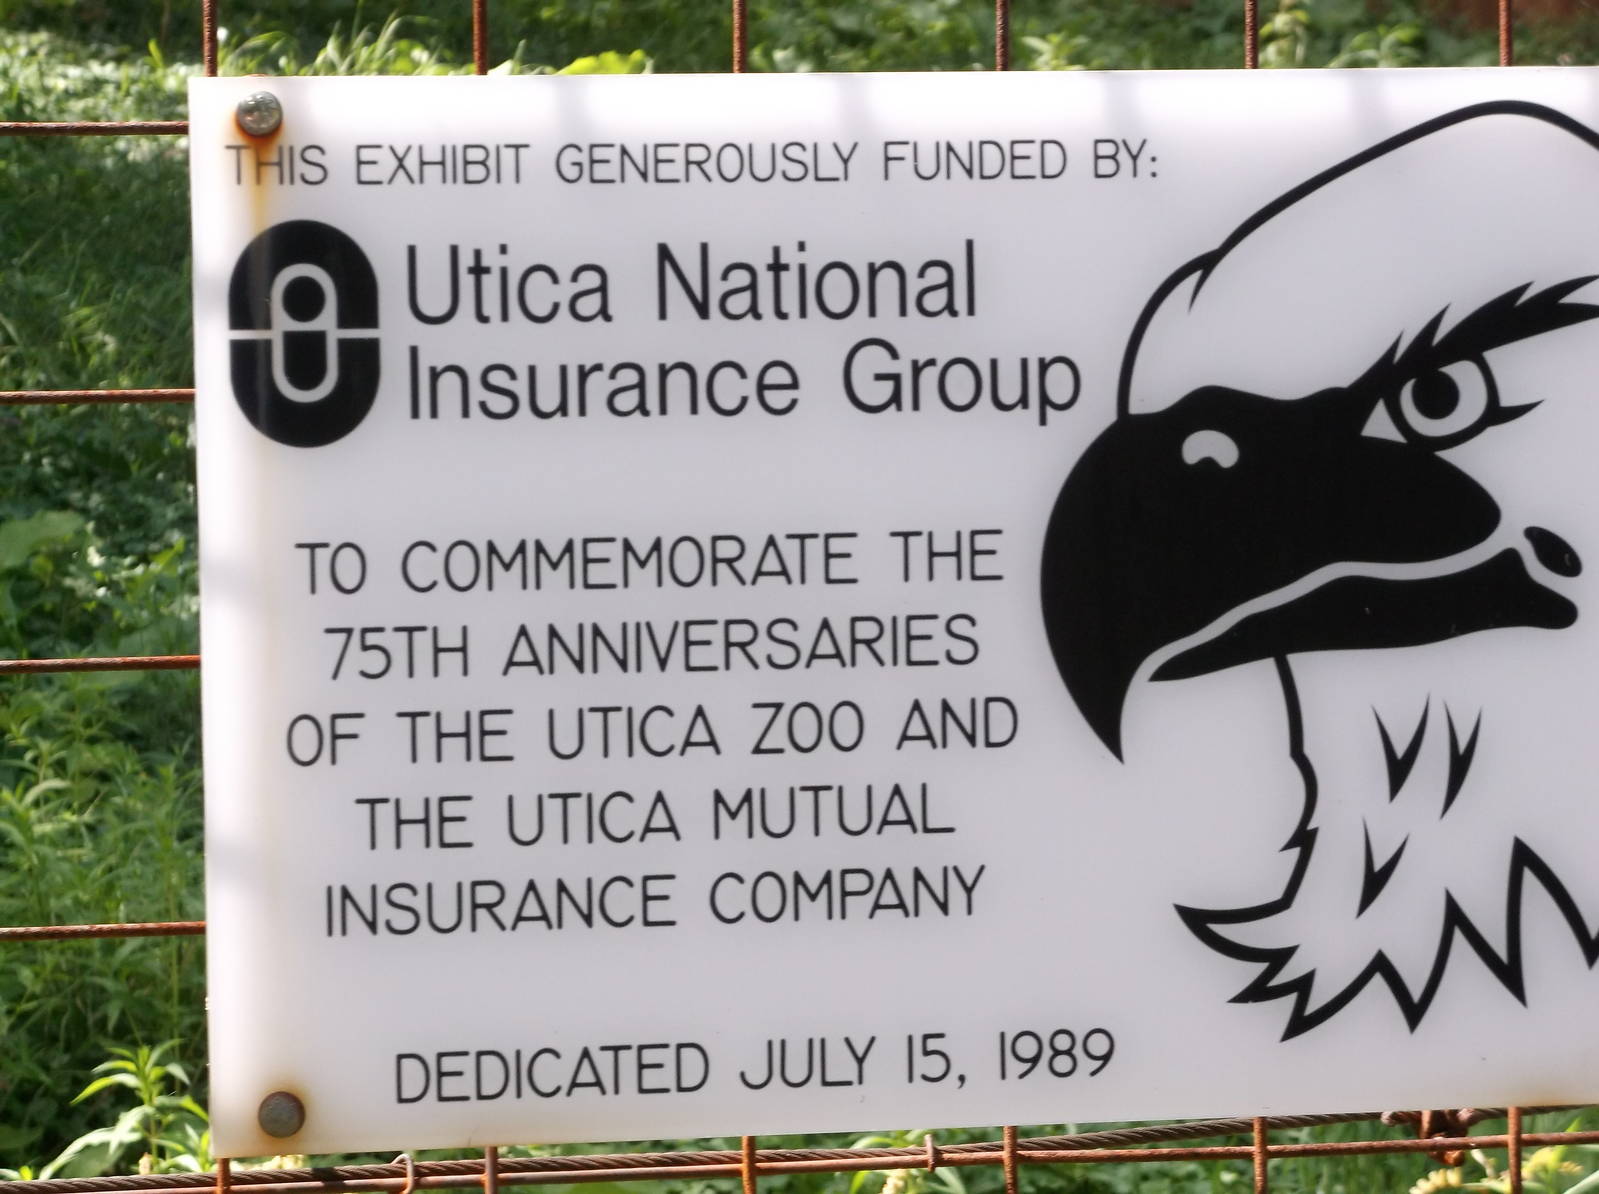 THIS EXHIBIT GENEROUSLY FUNDED BY:
Utica National
Insurance Group
TO COMMEMORATE THE
75TH ANNIVERSARIES
OF THE UTICA ZOO AND
THE UTICA MUTUAL
INSURANCE COMPANY
DEDICATED JULY 15, 1989